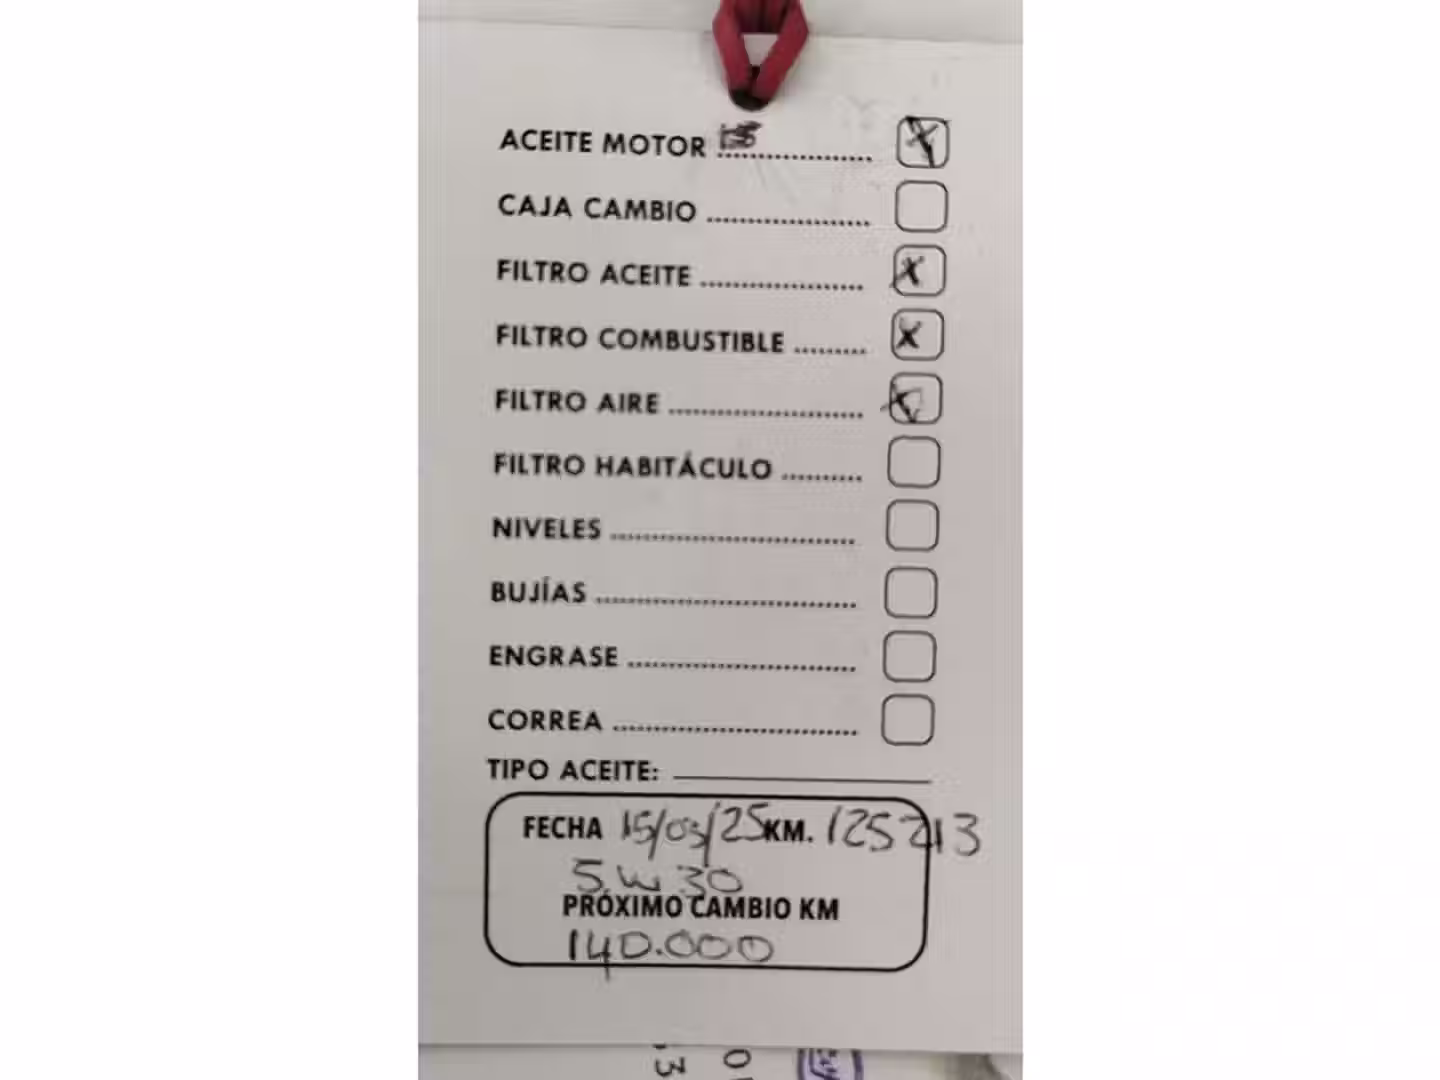 ACEITE MOTOR ..................
CAJA CAMBIO ..................
FILTRO ACEITE .................. X
FILTRO COMBUSTIBLE ......... X
FILTRO AIRE ..................... X
FILTRO HABITÁCULO ..........
NIVELES ..............................
BUJÍAS ................................
ENGRASE ............................
CORREA .............................
TIPO ACEITE: ____________
FECHA 15/03/25 KM. 125213
5W30
PRÓXIMO CAMBIO KM
140.000